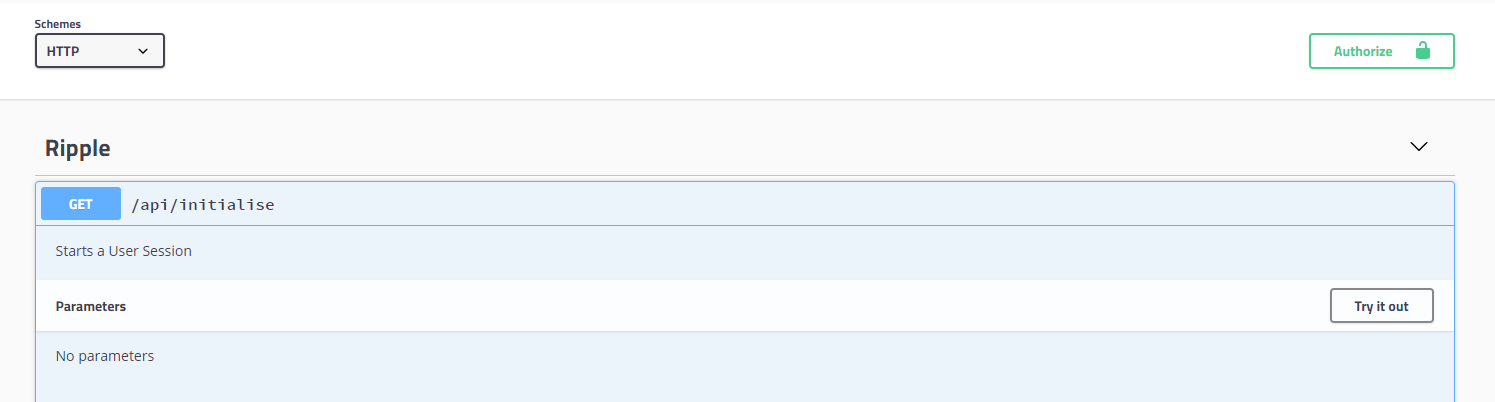 Schemes
HTTP
Authorize
Ripple
GET /api/initialise
Starts a User Session
Parameters
Try it out
No parameters